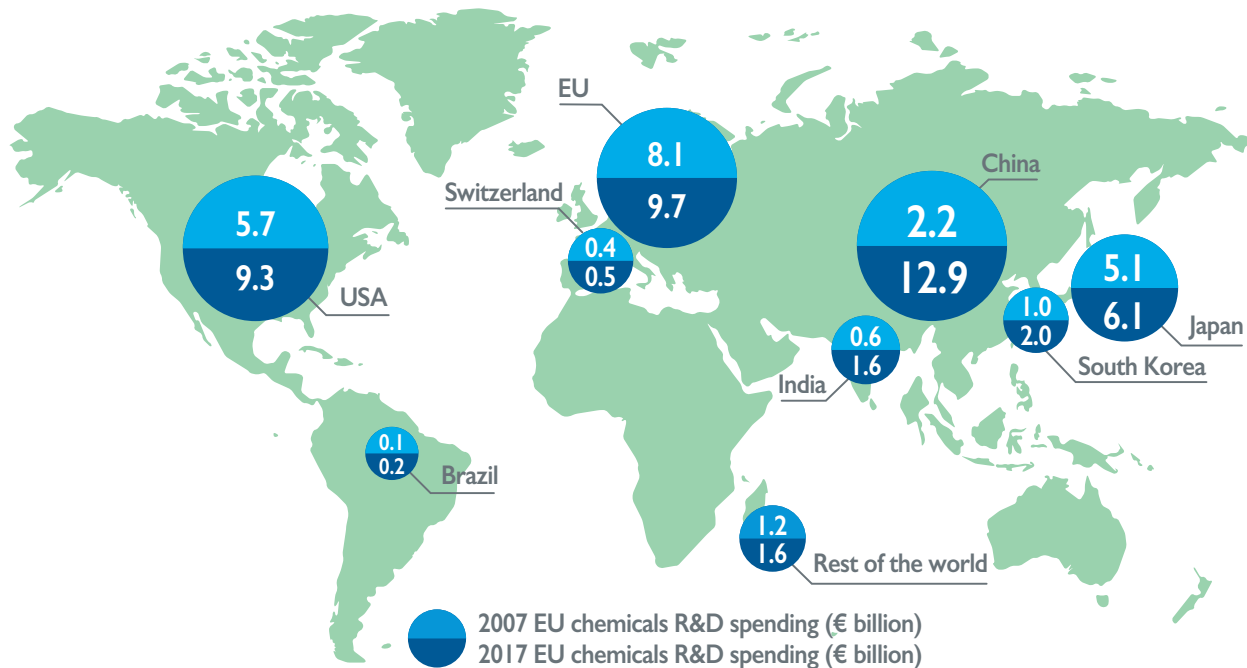 EU
8.1
9.7
China
Switzerland
2.2
12.9
0.4
0.5
5.7
9.3
USA
5.1
6.1
Japan
1.0
2.0
South Korea
0.6
1.6
India
0.1
0.2
Brazil
1.2
1.6
Rest of the world
2007 EU chemicals R&D spending (€ billion)
2017 EU chemicals R&D spending (€ billion)